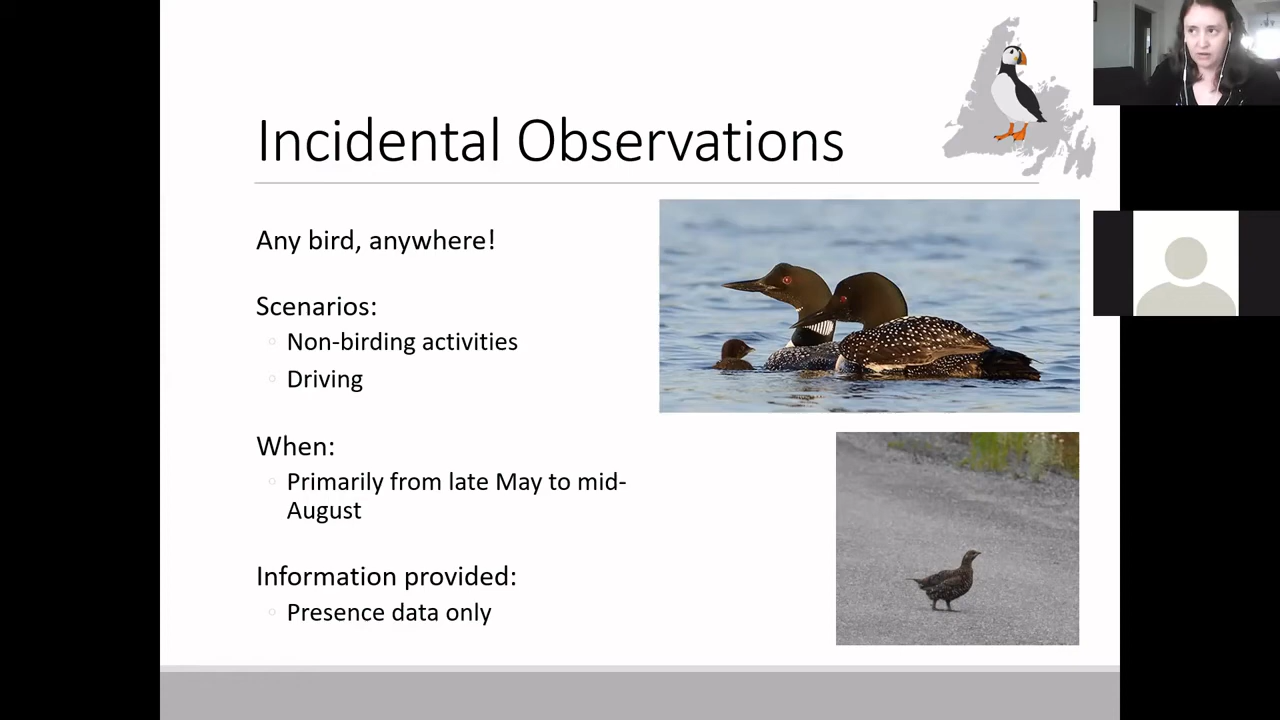 Incidental Observations
Any bird, anywhere!
Scenarios:
Non-birding activities
Driving
When:
Primarily from late May to mid-
August
Information provided:
Presence data only